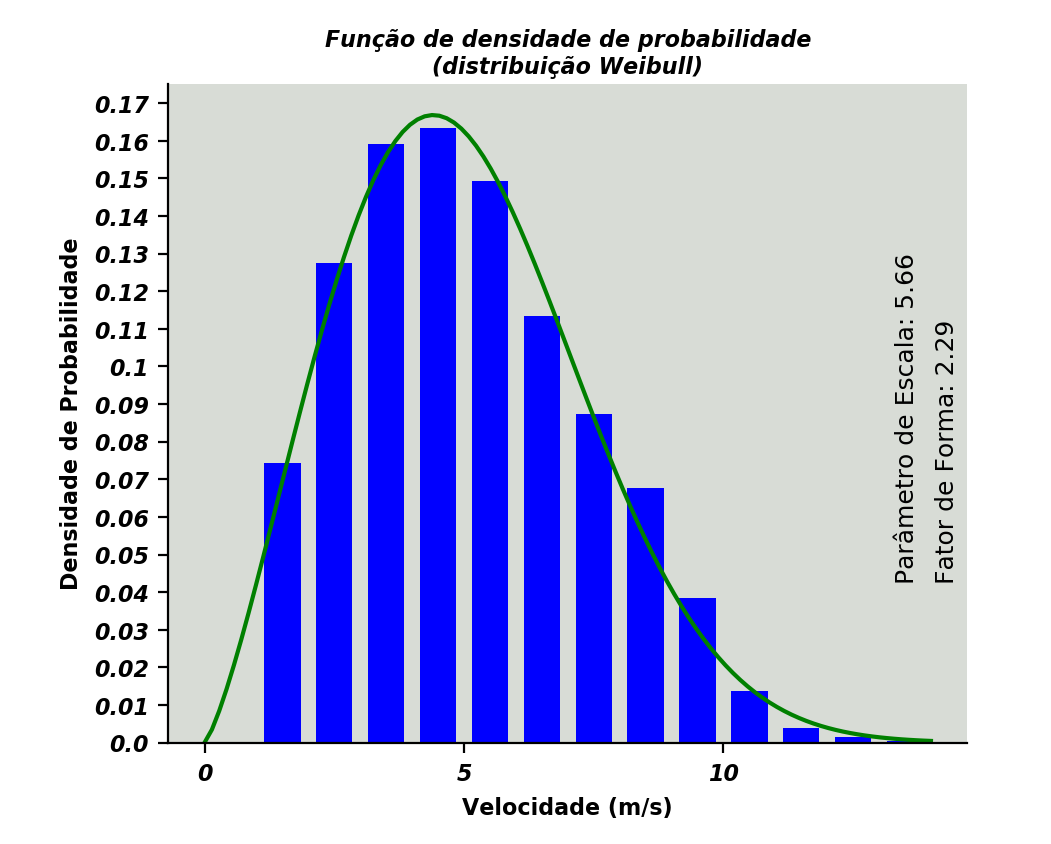 Função de densidade de probabilidade
(distribuição Weibull)
Densidade de Probabilidade
0.17
0.16
0.15
0.14
0.13
0.12
0.11
0.1
0.09
0.08
0.07
0.06
0.05
0.04
0.03
0.02
0.01
0.0
Parâmetro de Escala: 5.66
Fator de Forma: 2.29
0 5 10
Velocidade (m/s)